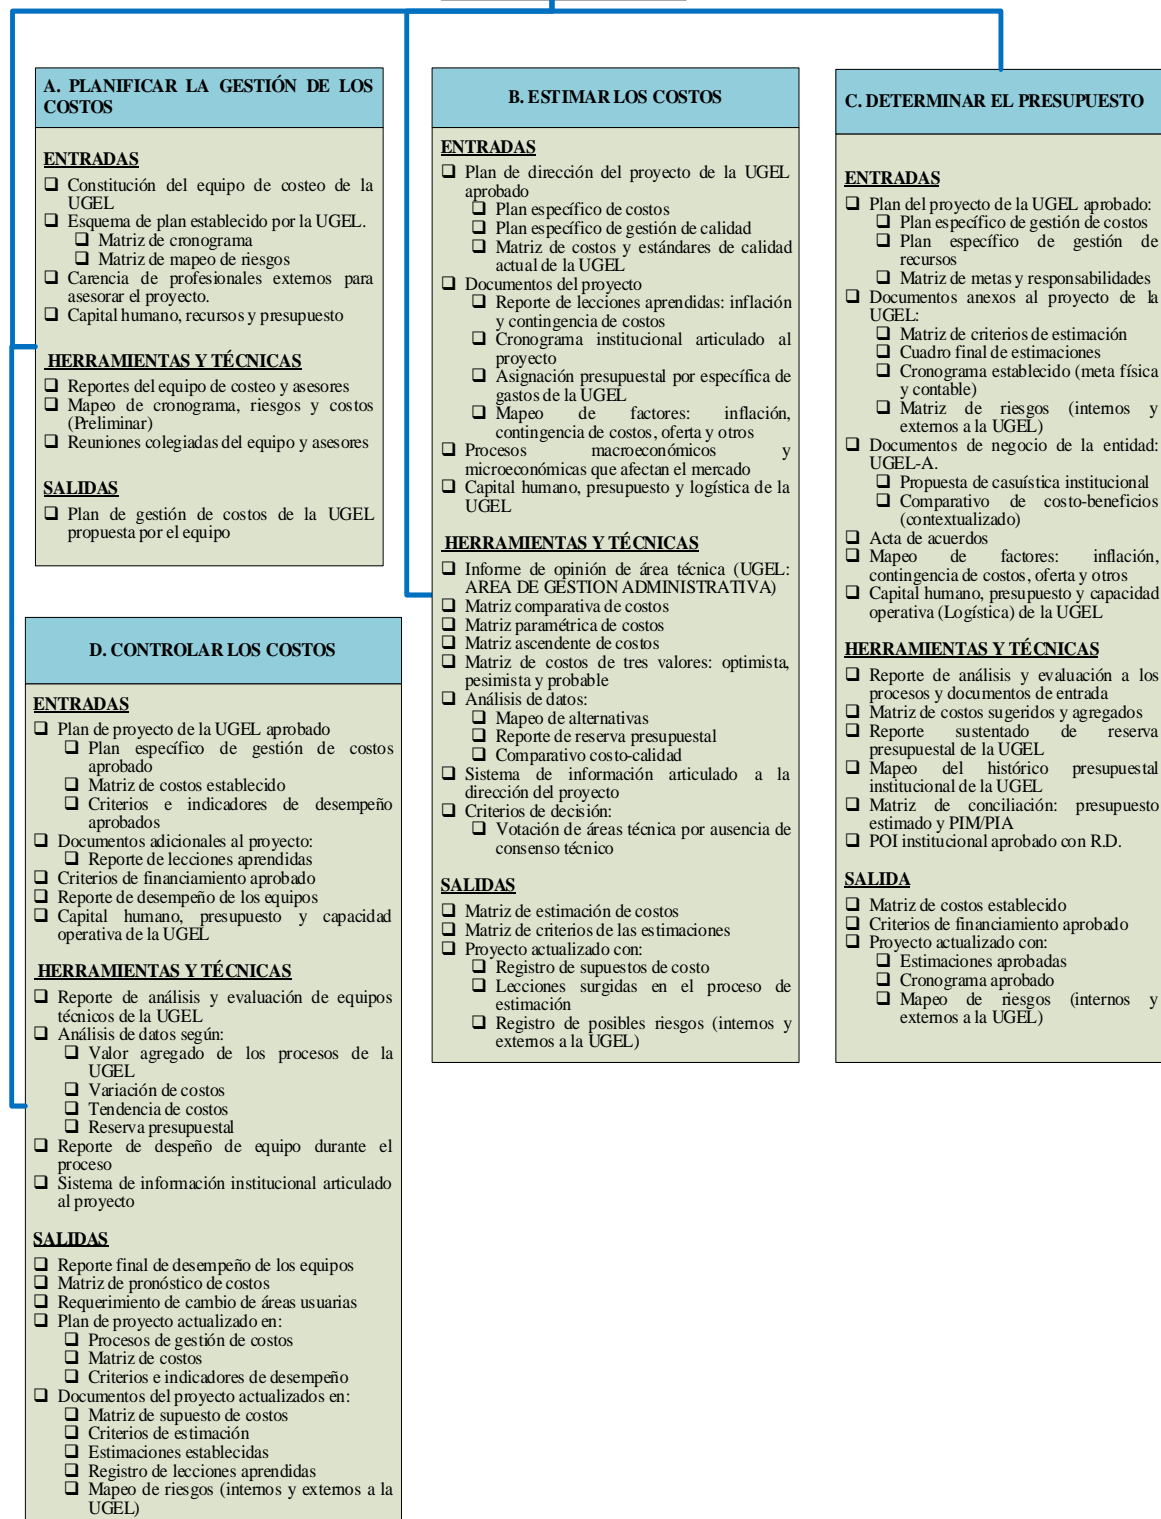 A. PLANIFICAR LA GESTIÓN DE LOS
COSTOS
ENTRADAS
❑ Constitución del equipo de costeo de la
UGEL
❑ Esquema de plan establecido por la UGEL.
❑ Matriz de cronograma
❑ Matriz de mapeo de riesgos
❑ Carencia de profesionales externos para
asesorar el proyecto.
❑ Capital humano, recursos y presupuesto
HERRAMIENTAS Y TÉCNICAS
❑ Reportes del equipo de costeo y asesores
❑ Mapeo de cronograma, riesgos y costos
(Preliminar)
❑ Reuniones colegiadas del equipo y asesores
SALIDAS
❑ Plan de gestión de costos de la UGEL
propuesta por el equipo
B. ESTIMAR LOS COSTOS
ENTRADAS
❑ Plan de dirección del proyecto de la UGEL
aprobado
❑ Plan específico de costos
❑ Plan específico de gestión de calidad
❑ Matriz de costos y estándares de calidad
actual de la UGEL
❑ Documentos del proyecto
❑ Reporte de lecciones aprendidas: inflación
y contingencia de costos
❑ Cronograma institucional articulado al
proyecto
❑ Asignación presupuestal por específica de
gastos de la UGEL
❑ Mapeo de factores: inflación,
contingencia de costos, oferta y otros
❑ Procesos macroeconómicos y
microeconómicas que afectan el mercado
❑ Capital humano, presupuesto y logística de la
UGEL
HERRAMIENTAS Y TÉCNICAS
❑ Informe de opinión de área técnica (UGEL:
AREA DE GESTION ADMINISTRATIVA)
❑ Matriz comparativa de costos
❑ Matriz paramétrica de costos
❑ Matriz ascendente de costos
❑ Matriz de costos de tres valores: optimista,
pesimista y probable
❑ Análisis de datos:
❑ Mapeo de alternativas
❑ Reporte de reserva presupuestal
❑ Comparativo costo-calidad
❑ Sistema de información articulado a la
dirección del proyecto
❑ Criterios de decisión:
❑ Votación de áreas técnica por ausencia de
consenso técnico
SALIDAS
❑ Matriz de estimación de costos
❑ Matriz de criterios de las estimaciones
❑ Proyecto actualizado con:
❑ Registro de supuestos de costo
❑ Lecciones surgidas en el proceso de
estimación
❑ Registro de posibles riesgos (internos y
externos a la UGEL)
C. DETERMINAR EL PRESUPUESTO
ENTRADAS
❑ Plan del proyecto de la UGEL aprobado:
❑ Plan específico de gestión de costos
❑ Plan específico de gestión de
recursos
❑ Matriz de metas y responsabilidades
❑ Documentos anexos al proyecto de la
UGEL:
❑ Matriz de criterios de estimación
❑ Cuadro final de estimaciones
❑ Cronograma establecido (meta física
y contable)
❑ Matriz de riesgos (internos y
externos a la UGEL)
❑ Documentos de negocio de la entidad:
UGEL-A.
❑ Propuesta de casuística institucional
❑ Comparativo de costo-beneficios
(contextualizado)
❑ Acta de acuerdos
❑ Mapeo de factores: inflación,
contingencia de costos, oferta y otros
❑ Capital humano, presupuesto y capacidad
operativa (Logística) de la UGEL
HERRAMIENTAS Y TÉCNICAS
❑ Reporte de análisis y evaluación a los
procesos y documentos de entrada
❑ Matriz de costos sugeridos y agregados
❑ Reporte sustentado de reserva
presupuestal de la UGEL
❑ Mapeo del histórico presupuestal
institucional de la UGEL
❑ Matriz de conciliación: presupuesto
estimado y PIM/PIA
❑ POI institucional aprobado con R.D.
SALIDA
❑ Matriz de costos establecido
❑ Criterios de financiamiento aprobado
❑ Proyecto actualizado con:
❑ Estimaciones aprobadas
❑ Cronograma aprobado
❑ Mapeo de riesgos (internos y
externos a la UGEL)
D. CONTROLAR LOS COSTOS
ENTRADAS
❑ Plan de proyecto de la UGEL aprobado
❑ Plan específico de gestión de costos
aprobado
❑ Matriz de costos establecido
❑ Criterios e indicadores de desempeño
aprobados
❑ Documentos adicionales al proyecto:
❑ Reporte de lecciones aprendidas
❑ Criterios de financiamiento aprobado
❑ Reporte de desempeño de los equipos
❑ Capital humano, presupuesto y capacidad
operativa de la UGEL
HERRAMIENTAS Y TÉCNICAS
❑ Reporte de análisis y evaluación de equipos
técnicos de la UGEL
❑ Análisis de datos según:
❑ Valor agregado de los procesos de la
UGEL
❑ Variación de costos
❑ Tendencia de costos
❑ Reserva presupuestal
❑ Reporte de despeño de equipo durante el
proceso
❑ Sistema de información institucional articulado
al proyecto
SALIDAS
❑ Reporte final de desempeño de los equipos
❑ Matriz de pronóstico de costos
❑ Requerimiento de cambio de áreas usuarias
❑ Plan de proyecto actualizado en:
❑ Procesos de gestión de costos
❑ Matriz de costos
❑ Criterios e indicadores de desempeño
❑ Documentos del proyecto actualizados en:
❑ Matriz de supuesto de costos
❑ Criterios de estimación
❑ Estimaciones establecidas
❑ Registro de lecciones aprendidas
❑ Mapeo de riesgos (internos y externos a la
UGEL)